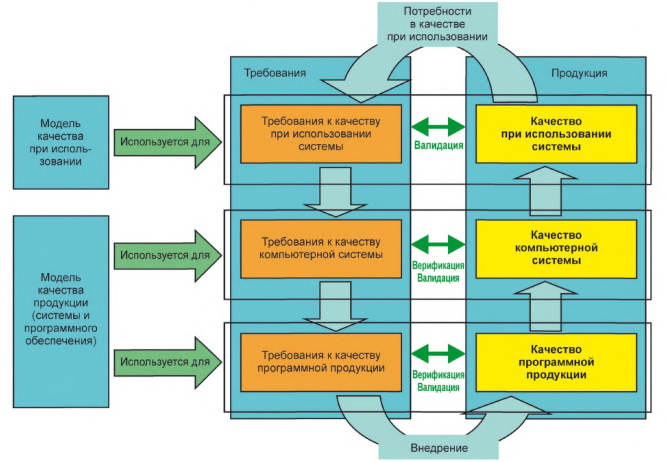 Потребности
в качестве
при использовании
Требования
Продукция
Модель
качества
при исполь-
зовании
Используется для
Требования к качеству
при использовании
системы
Валидация
Качество
при использовании
системы
Модель
качества
продукции
(системы и
программного
обеспечения)
Используется для
Требования к качеству
компьютерной системы
Верификация
Валидация
Качество
компьютерной
системы
Используется для
Требования к качеству
программной продукции
Верификация
Валидация
Качество
программной
продукции
Внедрение